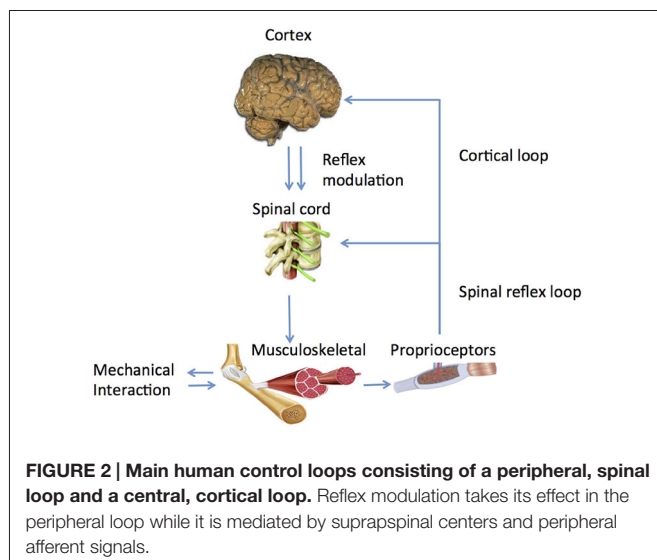 Cortex
Reflex
modulation
Cortical loop
Spinal cord
Spinal reflex loop
Musculoskeletal
Proprioceptors
Mechanical
Interaction
FIGURE 2 | Main human control loops consisting of a peripheral, spinal
loop and a central, cortical loop. Reflex modulation takes its effect in the
peripheral loop while it is mediated by suprapspinal centers and peripheral
afferent signals.